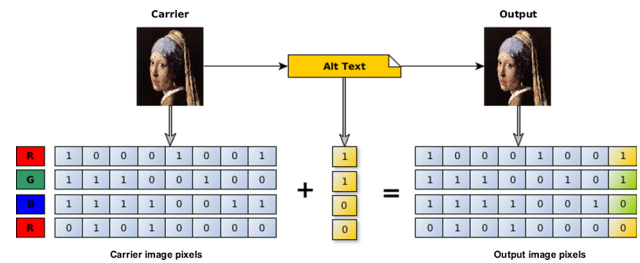 Carrier Output
Alt Text
R 1 0 0 0 1 0 0 1 1 1 0 0 0 1 0 0 1
G 1 1 1 0 0 1 0 0 1 1 1 1 0 0 1 0 1
+ =
B 1 1 1 1 0 0 1 1 0 1 1 1 1 0 0 1 0
R 0 1 0 1 0 0 0 0 0 0 1 0 1 0 0 0 0
Carrier image pixels Output image pixels